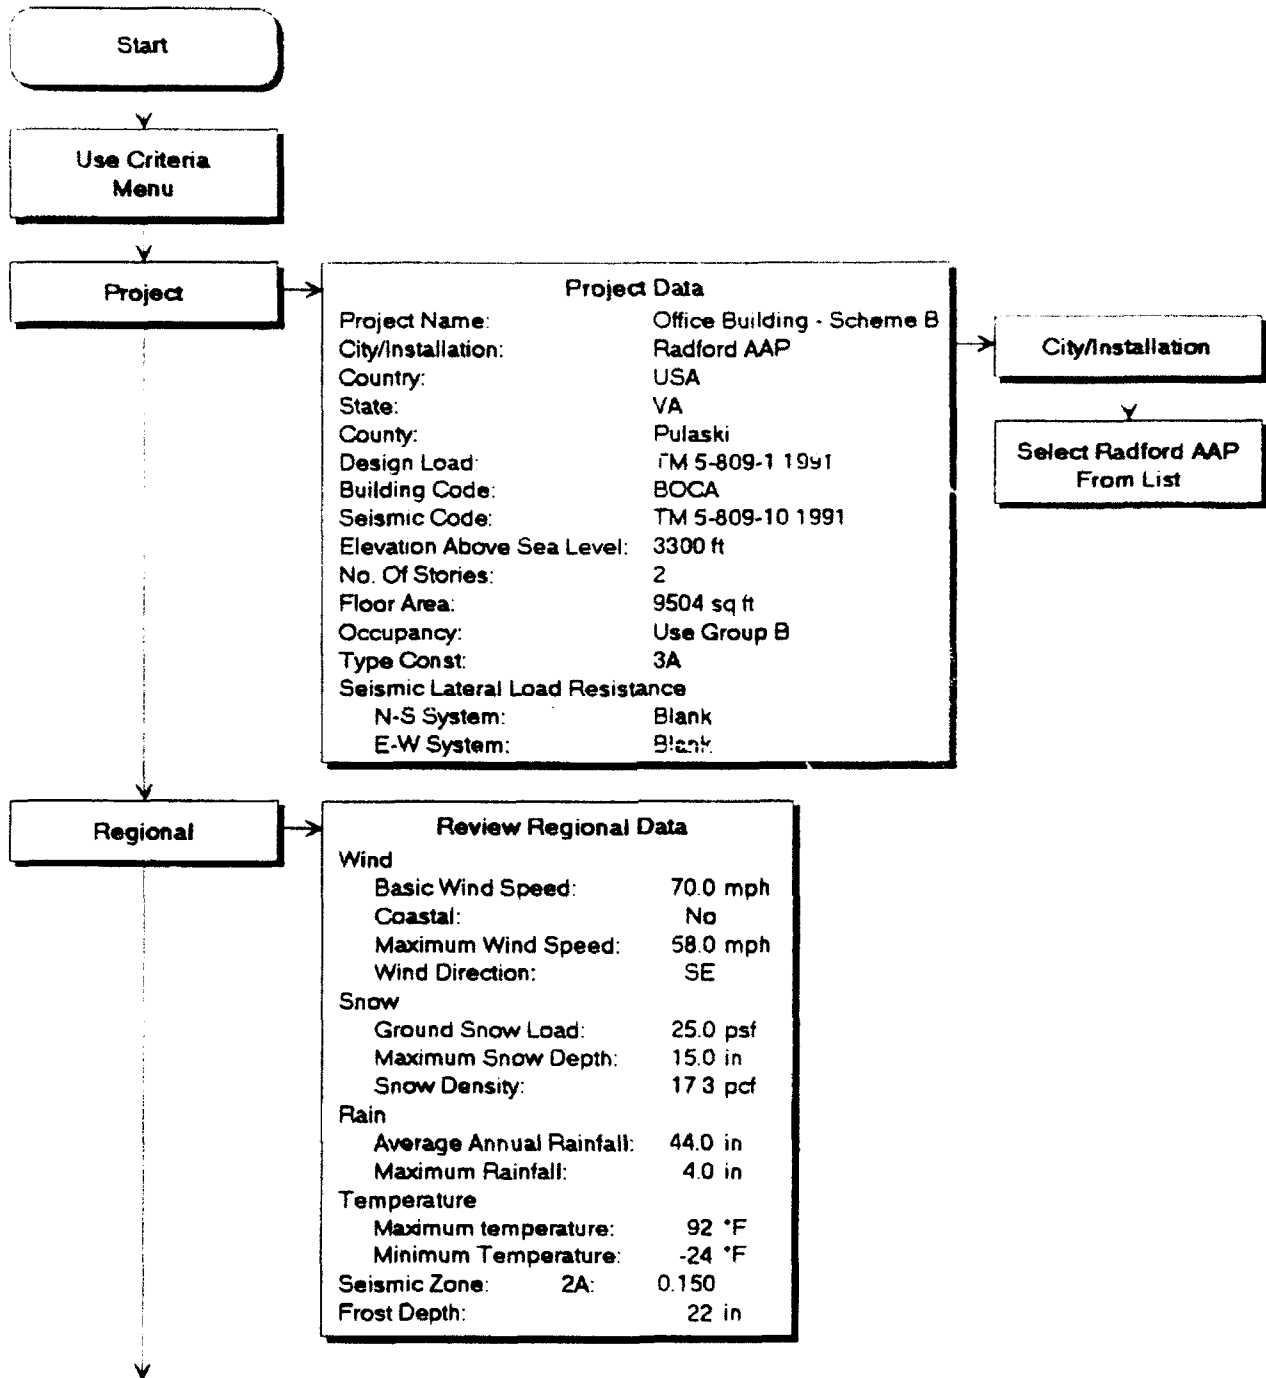 Start
Use Criteria
Menu
Project
Project Data
Project Name: Office Building - Scheme B
City/Installation: Radford AAP
Country: USA
State: VA
County: Pulaski
Design Load: TM 5-809-1 1991
Building Code: BOCA
Seismic Code: TM 5-809-10 1991
Elevation Above Sea Level: 3300 ft
No. Of Stories: 2
Floor Area: 9504 sq ft
Occupancy: Use Group B
Type Const: 3A
Seismic Lateral Load Resistance
N-S System: Blank
E-W System: Blank
City/Installation
Select Radford AAP
From List
Regional
Review Regional Data
Wind
Basic Wind Speed: 70.0 mph
Coastal: No
Maximum Wind Speed: 58.0 mph
Wind Direction: SE
Snow
Ground Snow Load: 25.0 psf
Maximum Snow Depth: 15.0 in
Snow Density: 17 3 pcf
Rain
Average Annual Rainfall: 44.0 in
Maximum Rainfall: 4.0 in
Temperature
Maximum temperature: 92 °F
Minimum Temperature: -24 °F
Seismic Zone: 2A: 0.150
Frost Depth: 22 in